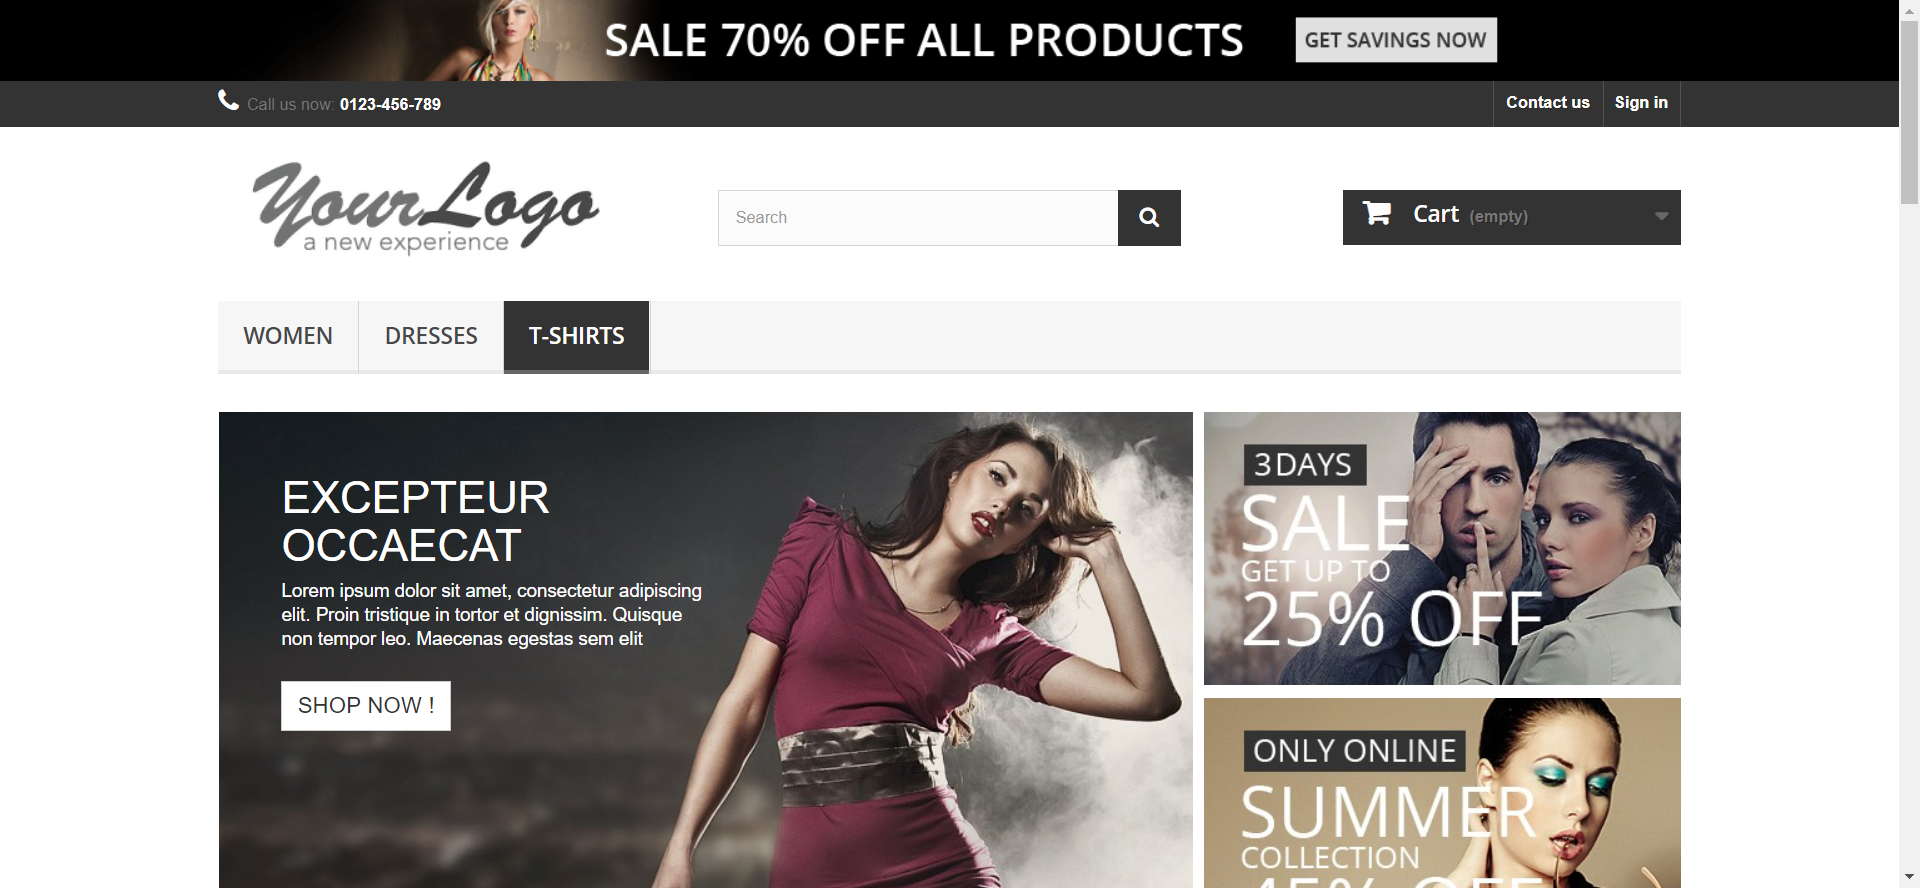 SALE 70% OFF ALL PRODUCTS GET SAVINGS NOW
Call us now: 0123-456-789 Contact us Sign in
Your Logo
a new experience
Search
Cart (empty)
WOMEN DRESSES T-SHIRTS
EXCEPTEUR
OCCAECAT
Lorem ipsum dolor sit amet, consectetur adipiscing
elit. Proin tristique in tortor et dignissim. Quisque
non tempor leo. Maecenas egestas sem elit
SHOP NOW !
3 DAYS
SALE
GET UP TO
25% OFF
ONLY ONLINE
SUMMER
COLLECTION
45% OFF